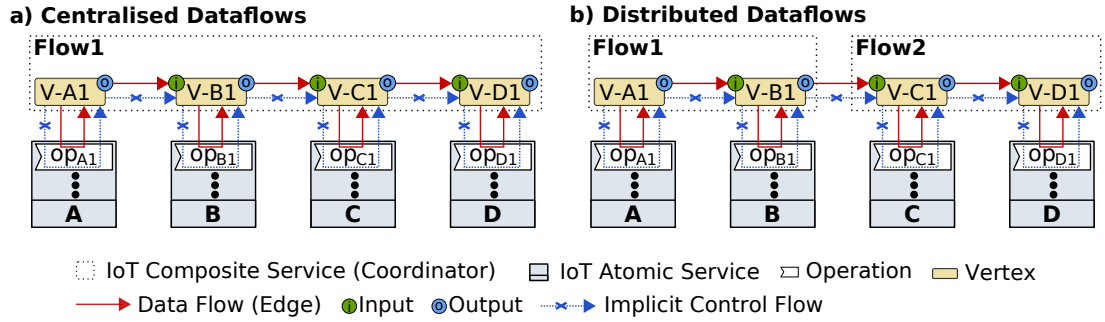 a) Centralised Dataflows
Flow1
V-A1 o i V-B1 o i V-C1 o i V-D1 o
opA1 opB1 opC1 opD1
A B C D
b) Distributed Dataflows
Flow1 Flow2
V-A1 o i V-B1 o i V-C1 o i V-D1 o
opA1 opB1 opC1 opD1
A B C D
IoT Composite Service (Coordinator) IoT Atomic Service Operation Vertex
Data Flow (Edge) i Input o Output Implicit Control Flow